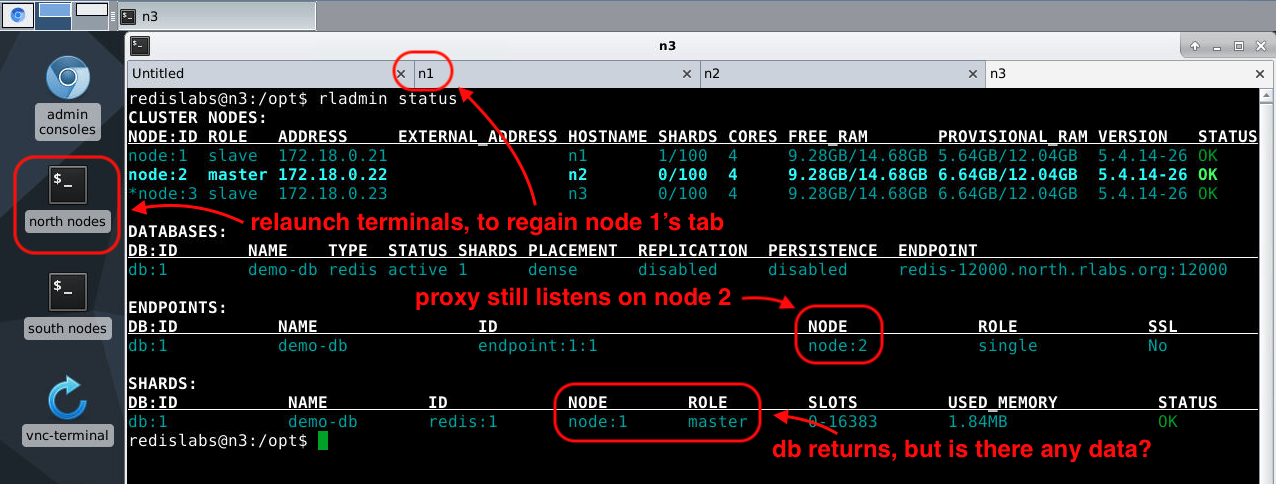 n3
n3
Untitled
n1
n2
n3
admin
consoles
north nodes
south nodes
vnc-terminal
redislabs@n3:/opt$ rladmin status
CLUSTER NODES:
NODE:ID ROLE ADDRESS EXTERNAL_ADDRESS HOSTNAME SHARDS CORES FREE_RAM PROVISIONAL_RAM VERSION STATUS
node:1 slave 172.18.0.21 n1 1/100 4 9.28GB/14.68GB 5.64GB/12.04GB 5.4.14-26 OK
node:2 master 172.18.0.22 n2 0/100 4 9.28GB/14.68GB 6.64GB/12.04GB 5.4.14-26 OK
*node:3 slave 172.18.0.23 n3 0/100 4 9.28GB/14.68GB 6.64GB/12.04GB 5.4.14-26 OK
relaunch terminals, to regain node 1's tab
DATABASES:
DB:ID NAME TYPE STATUS SHARDS PLACEMENT REPLICATION PERSISTENCE ENDPOINT
db:1 demo-db redis active 1 dense disabled disabled redis-12000.north.rlabs.org:12000
proxy still listens on node 2
ENDPOINTS:
DB:ID NAME ID NODE ROLE SSL
db:1 demo-db endpoint:1:1 node:2 single No
SHARDS:
DB:ID NAME ID NODE ROLE SLOTS USED_MEMORY STATUS
db:1 demo-db redis:1 node:1 master 0-16383 1.84MB OK
redislabs@n3:/opt$
db returns, but is there any data?